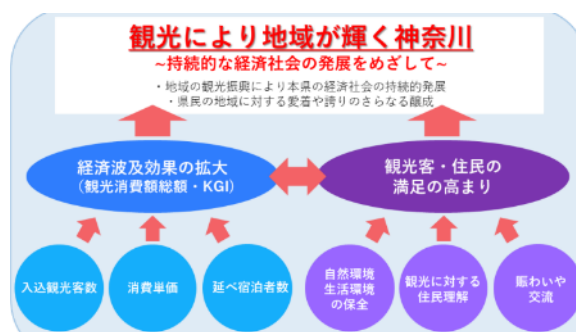 観光により地域が輝く神奈川
~持続的な経済社会の発展をめざして~
・地域の観光振興により本県の経済社会の持続的発展
・県民の地域に対する愛着や誇りのさらなる醸成
経済波及効果の拡大
（観光消費額総額・KGI）
観光客・住民の
満足の高まり
入込観光客数
消費単価
延べ宿泊者数
自然環境
生活環境
の保全
観光に対する
住民理解
賑わいや
交流